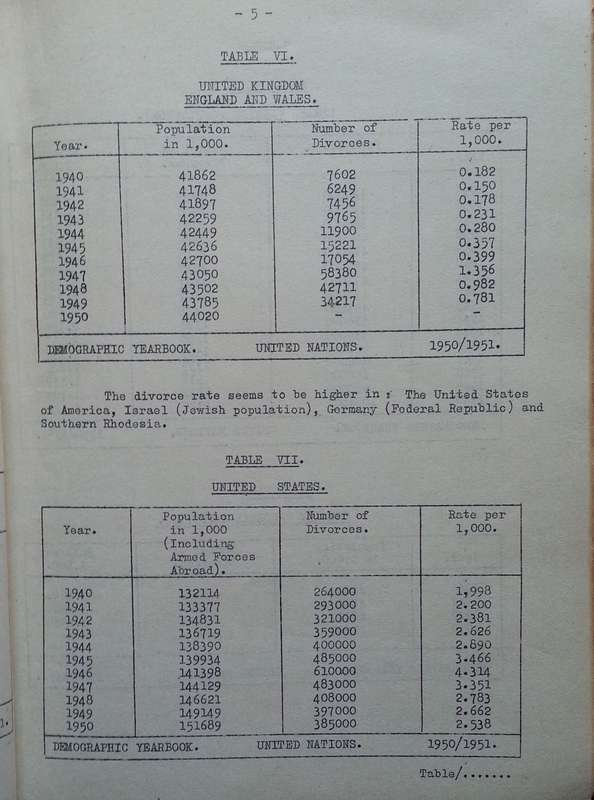 - 5 -
TABLE VI.
UNITED KINGDOM
ENGLAND AND WALES.
Year. Population in 1,000. Number of Divorces. Rate per 1,000.
1940 41862 7602 0.182
1941 41748 6249 0.150
1942 41897 7456 0.178
1943 42259 9765 0.231
1944 42449 11900 0.280
1945 42636 15221 0.357
1946 42700 17054 0.399
1947 43050 58380 1.356
1948 43502 42711 0.982
1949 43785 34217 0.781
1950 44020 - -
DEMOGRAPHIC YEARBOOK. UNITED NATIONS. 1950/1951.
The divorce rate seems to be higher in : The United States
of America, Israel (Jewish population), Germany (Federal Republic) and
Southern Rhodesia.
TABLE VII.
UNITED STATES.
Year. Population in 1,000 (Including Armed Forces Abroad). Number of Divorces. Rate per 1,000.
1940 132114 264000 1,998
1941 133377 293000 2.200
1942 134831 321000 2.381
1943 136719 359000 2.626
1944 138390 400000 2.890
1945 139934 485000 3.466
1946 141398 610000 4.314
1947 144129 483000 3.351
1948 146621 408000 2.783
1949 149149 397000 2.662
1950 151689 385000 2.538
DEMOGRAPHIC YEARBOOK. UNITED NATIONS. 1950/1951.
Table/.......